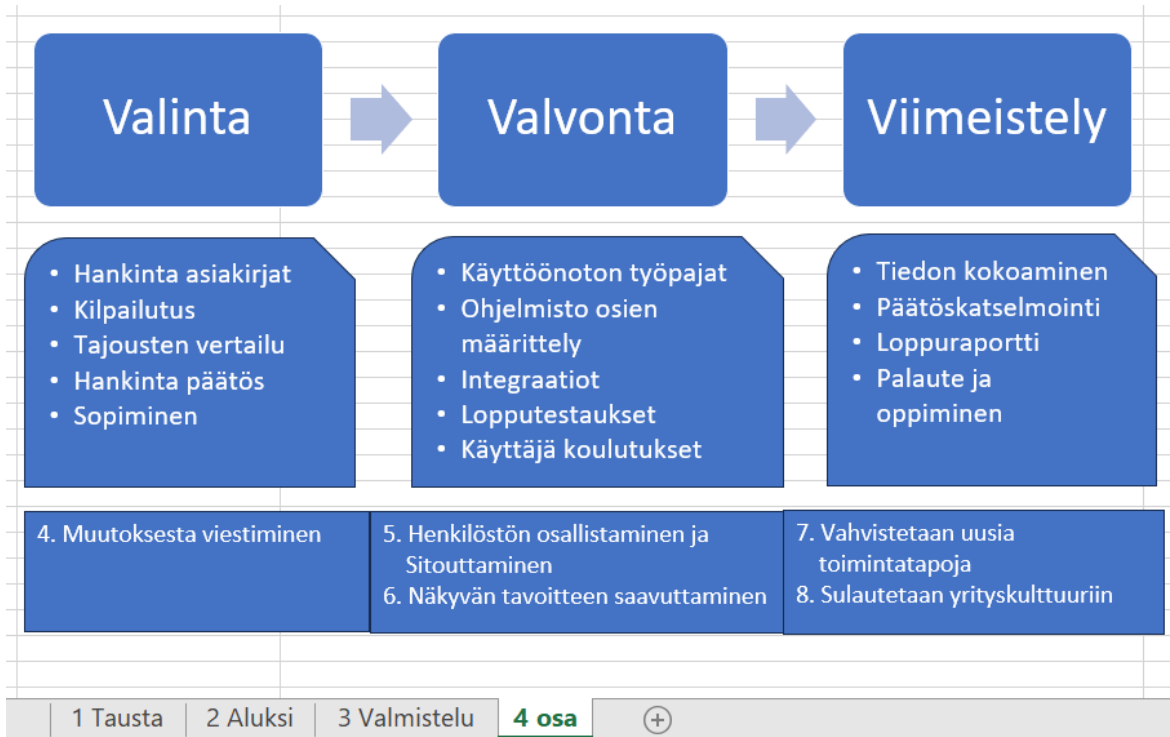 Valinta
Valvonta
Viimeistely
• Hankinta asiakirjat
• Kilpailutus
• Tajousten vertailu
• Hankinta päätös
• Sopiminen
• Käyttöönoton työpajat
• Ohjelmisto osien
määrittely
• Integraatiot
• Lopputestaukset
• Käyttäjä koulutukset
• Tiedon kokoaminen
• Päätöskatselmointi
• Loppuraportti
• Palaute ja
oppiminen
4. Muutoksesta viestiminen
5. Henkilöstön osallistaminen ja
Sitouttaminen
6. Näkyvän tavoitteen saavuttaminen
7. Vahvistetaan uusia
toimintatapoja
8. Sulautetaan yrityskulttuuriin
1 Tausta
2 Aluksi
3 Valmistelu
4 osa